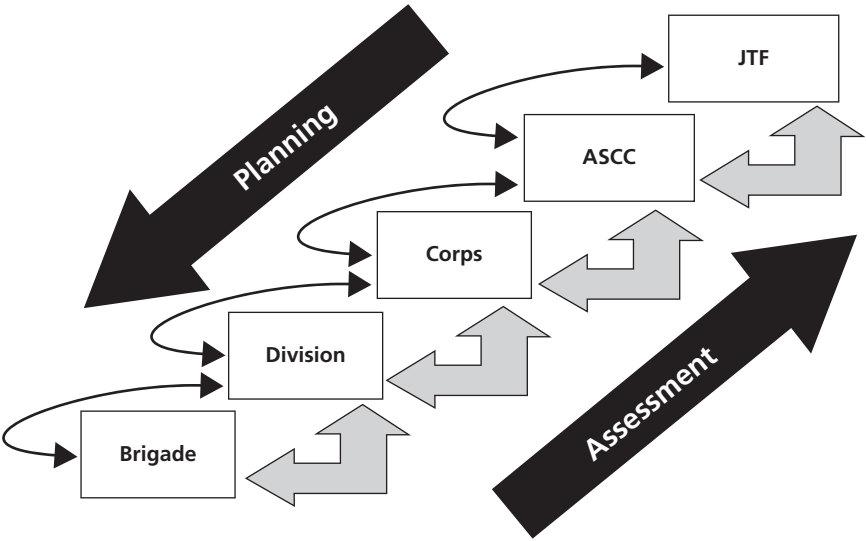 JTF
Planning
ASCC
Corps
Division
Assessment
Brigade